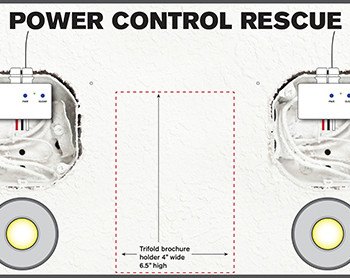 POWER CONTROL RESCUE
Trifold brochure
holder 4" wide
6.5" high